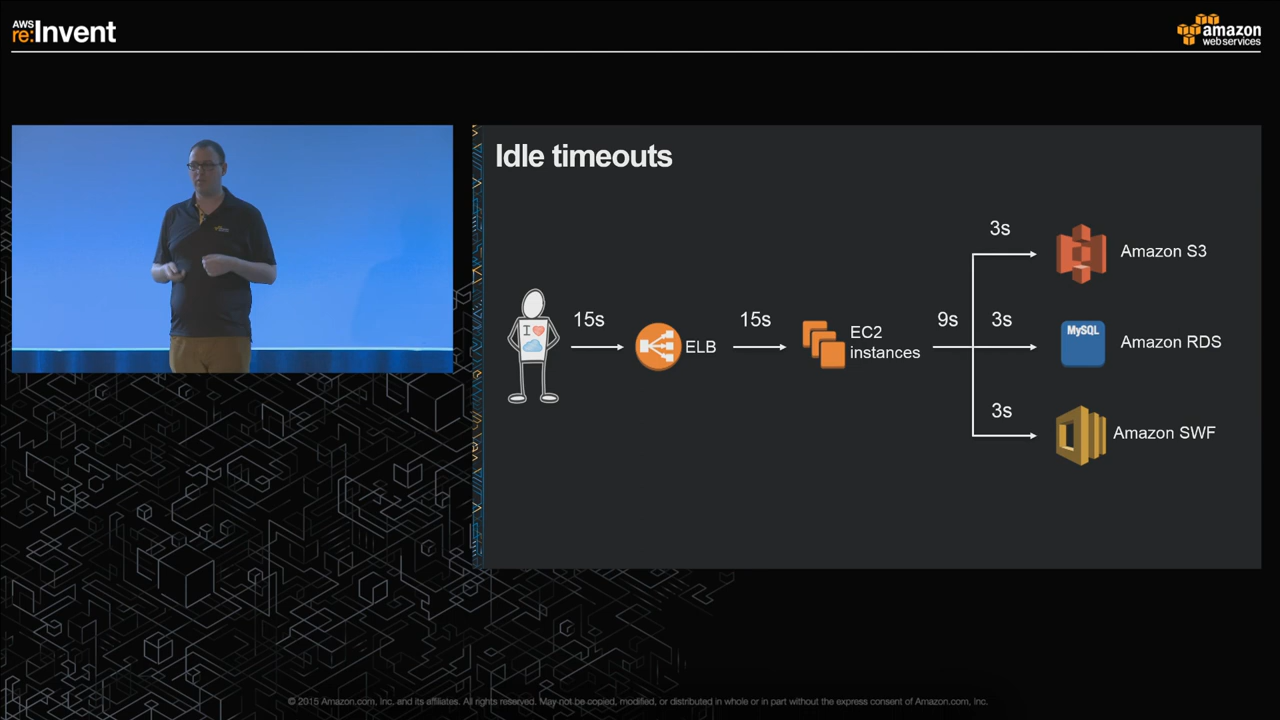 AWS
re:Invent
amazon
web services
Idle timeouts
15s
I
ELB
15s
EC2
instances
9s
3s
Amazon S3
3s
MySQL
Amazon RDS
3s
Amazon SWF
© 2015 Amazon.com, Inc. and its affiliates. All rights reserved. May not be copied, modified, or distributed in whole or in part without the express consent of Amazon.com, Inc.